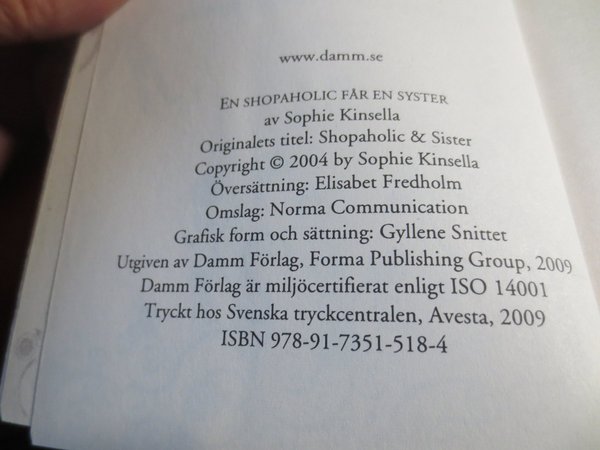 www.damm.se
EN SHOPAHOLIC FÅR EN SYSTER
av Sophie Kinsella
Originalets titel: Shopaholic & Sister
Copyright © 2004 by Sophie Kinsella
Översättning: Elisabet Fredholm
Omslag: Norma Communication
Grafisk form och sättning: Gyllene Snittet
Utgiven av Damm Förlag, Forma Publishing Group, 2009
Damm Förlag är miljöcertifierat enligt ISO 14001
Tryckt hos Svenska tryckcentralen, Avesta, 2009
ISBN 978-91-7351-518-4